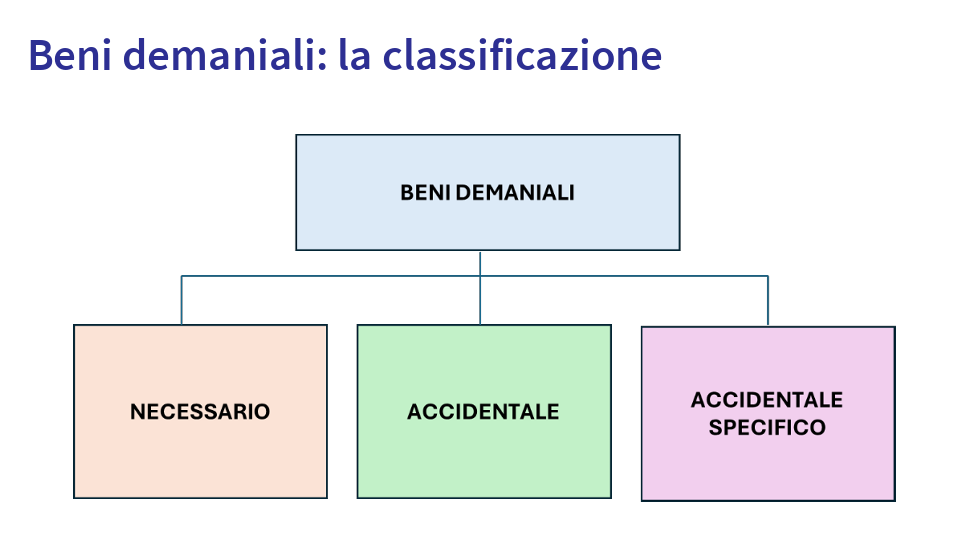 Beni demaniali: la classificazione
BENI DEMANIALI
NECESSARIO
ACCIDENTALE
ACCIDENTALE
SPECIFICO